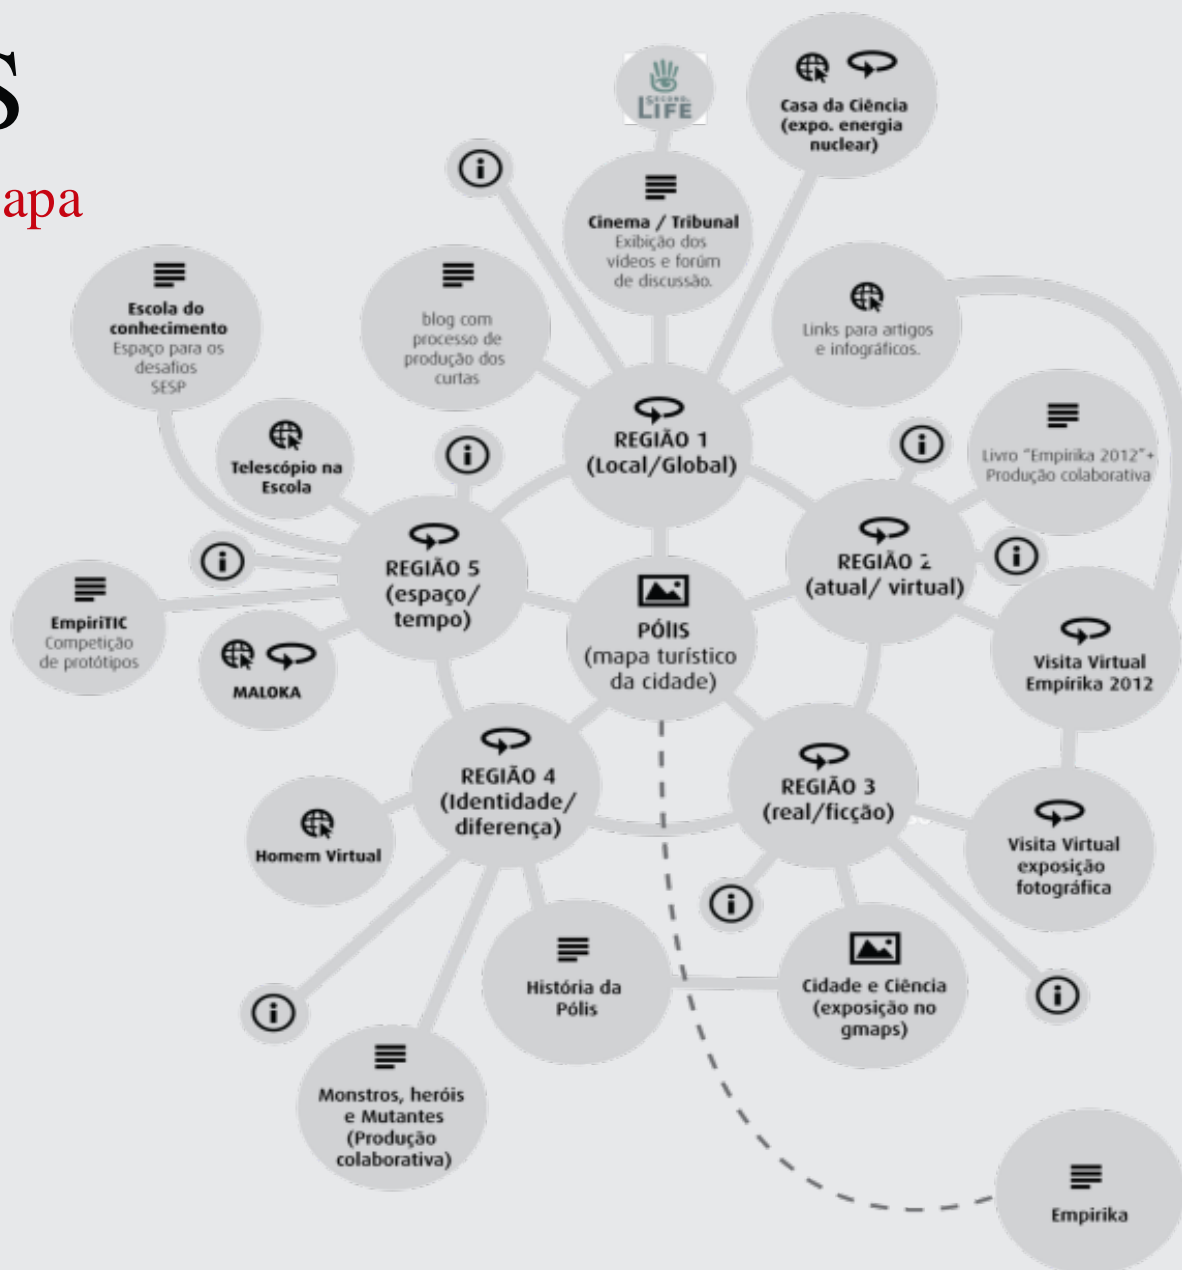 S
apa
SECOND
LIFE
Casa da Ciência
(expo. energia
nuclear)
Cinema / Tribunal
Exibição dos
vídeos e forúm
de discussão.
Escola do
conhecimento
Espaço para os
desafios
SESP
blog com
processo de
produção dos
curtas
Links para artigos
e infográficos.
Telescópio na
Escola
REGIÃO 1
(Local/Global)
Livro "Empirika 2012"+
Produção colaborativa
REGIÃO 5
(espaço/
tempo)
REGIÃO 2
(atual/ virtual)
EmpiriTIC
Competição
de protótipos
PÓlIS
(mapa turístico
da cidade)
MALOKA
Visita Virtual
Empírika 2012
REGIÃO 4
(Identidade/
diferença)
REGIÃO 3
(real/ficção)
Homem Virtual
Visita Virtual
exposição
fotográfica
História da
Pólis
Cidade e Ciência
(exposição no
gmaps)
Monstros, heróis
e Mutantes
(Produção
colaborativa)
Empirika